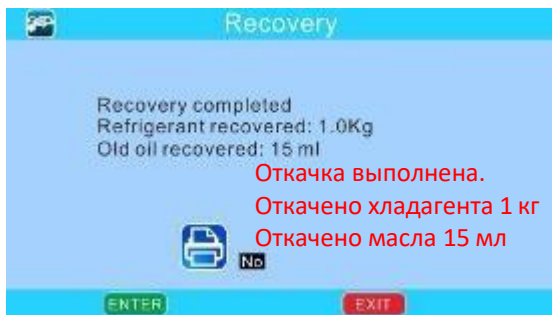 Recovery
Recovery completed
Refrigerant recovered: 1.0Kg
Old oil recovered: 15 ml
Откачка выполнена.
Откачено хладагента 1 кг
Откачено масла 15 мл
No
ENTER
EXIT